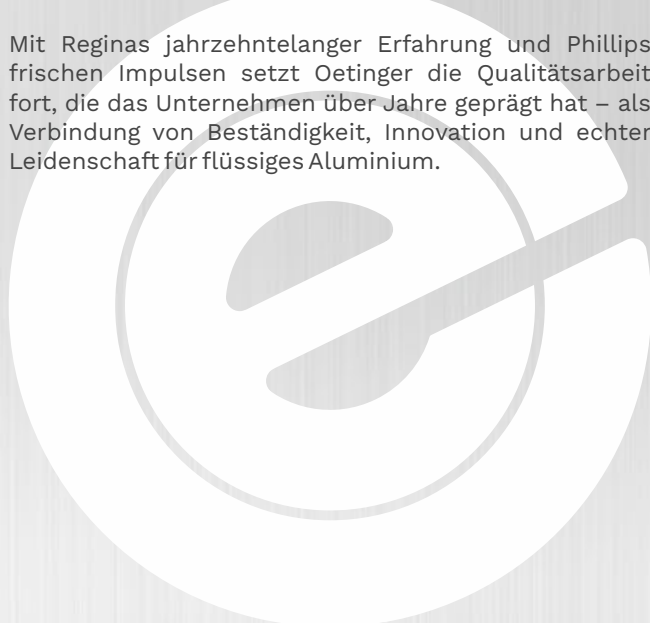 Mit Reginas jahrzehntelanger Erfahrung und Phillips
frischen Impulsen setzt Oetinger die Qualitätsarbeit
fort, die das Unternehmen über Jahre geprägt hat – als
Verbindung von Beständigkeit, Innovation und echter
Leidenschaft für flüssiges Aluminium.